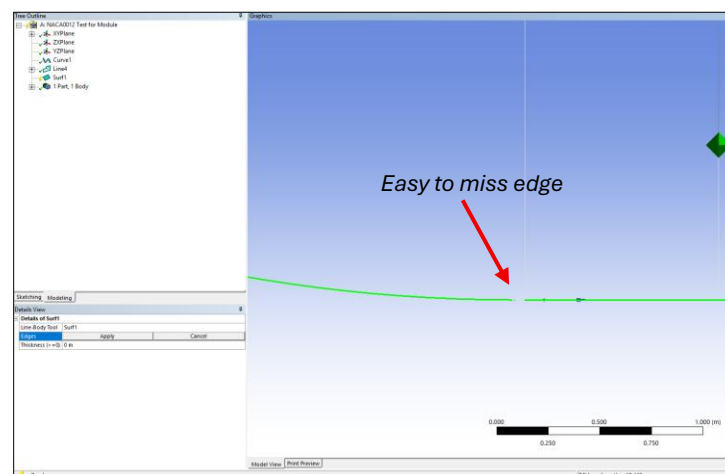 Tree Outline
Graphics
A: NACA0012 Test for Module
XYPlane
ZXPlane
YZPlane
Curve1
Line4
Surf1
1 Part, 1 Body
Easy to miss edge
Sketching Modeling
Details View
Details of Surf1
Line-Body Tool Surf1
Edges Apply Cancel
Thickness (>=0) 0 m
0.000 0.500 1.000 (m)
0.250 0.750
Model View Print Preview